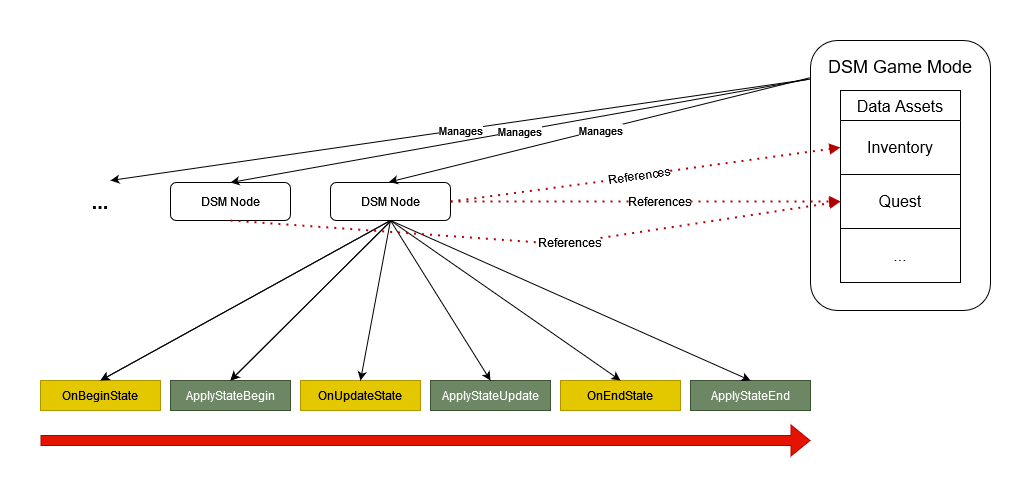 DSM Game Mode
Data Assets
Inventory
Quest
...
Manages
Manages
Manages
References
References
References
...
DSM Node
DSM Node
OnBeginState
ApplyStateBegin
OnUpdateState
ApplyStateUpdate
OnEndState
ApplyStateEnd